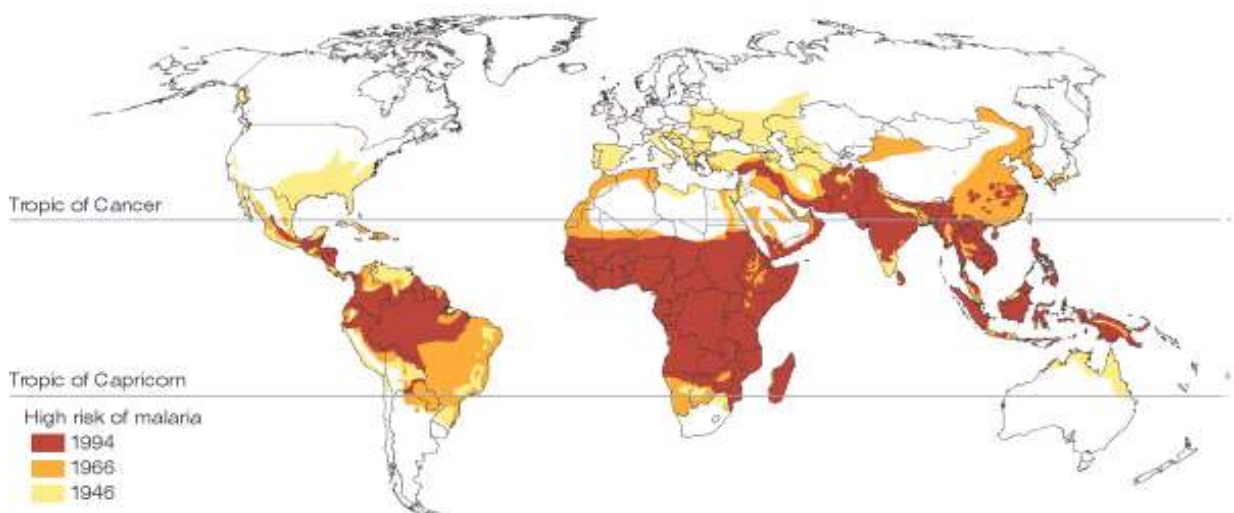 Tropic of Cancer
Tropic of Capricorn
High risk of malaria
1994
1966
1946